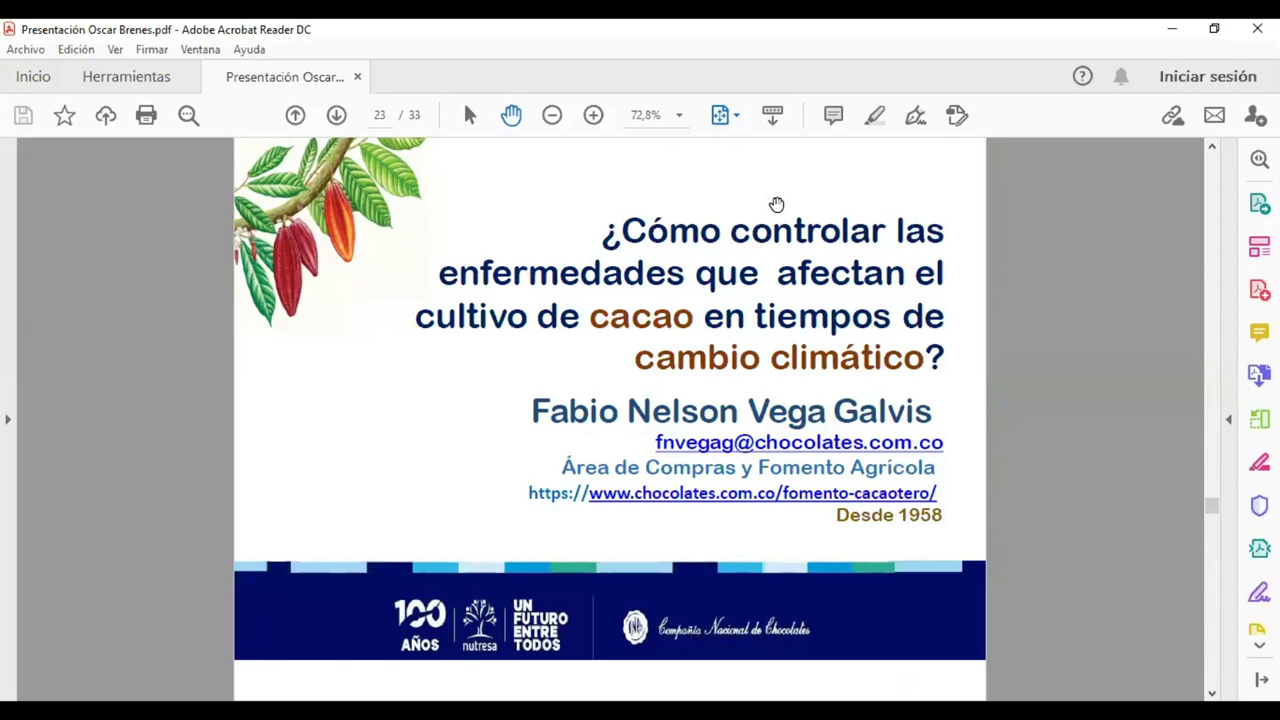 Presentación Oscar Brenes.pdf - Adobe Acrobat Reader DC
Archivo Edición Ver Firmar Ventana Ayuda
Inicio Herramientas Presentación Oscar... × Iniciar sesión
23 / 33 72,8%
¿Cómo controlar las
enfermedades que afectan el
cultivo de cacao en tiempos de
cambio climático?
Fabio Nelson Vega Galvis
fnvegag@chocolates.com.co
Área de Compras y Fomento Agrícola
https://www.chocolates.com.co/fomento-cacaotero/
Desde 1958
100 AÑOS
nutresa
UN
FUTURO
ENTRE
TODOS
Compañía Nacional de Chocolates